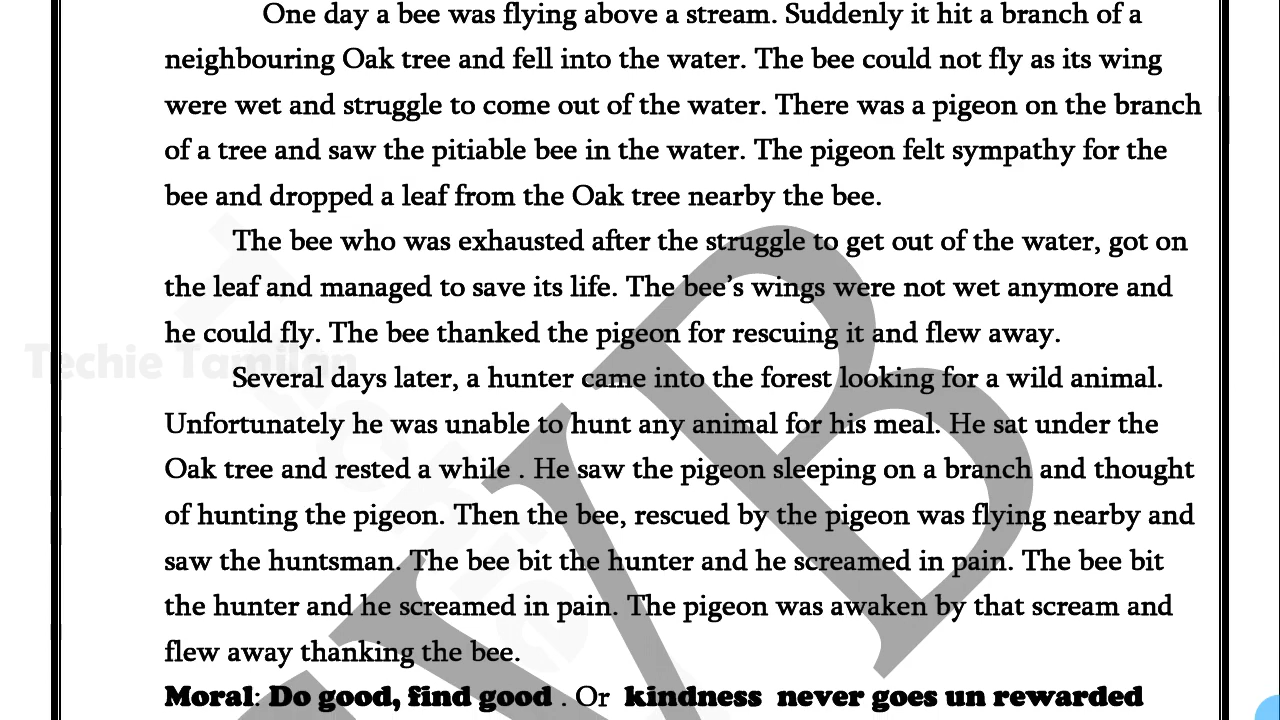 One day a bee was flying above a stream. Suddenly it hit a branch of a
neighbouring Oak tree and fell into the water. The bee could not fly as its wing
were wet and struggle to come out of the water. There was a pigeon on the branch
of a tree and saw the pitiable bee in the water. The pigeon felt sympathy for the
bee and dropped a leaf from the Oak tree nearby the bee.
The bee who was exhausted after the struggle to get out of the water, got on
the leaf and managed to save its life. The bee's wings were not wet anymore and
he could fly. The bee thanked the pigeon for rescuing it and flew away.
Techie Tamilan
Several days later, a hunter came into the forest looking for a wild animal.
Unfortunately he was unable to hunt any animal for his meal. He sat under the
Oak tree and rested a while . He saw the pigeon sleeping on a branch and thought
of hunting the pigeon. Then the bee, rescued by the pigeon was flying nearby and
saw the huntsman. The bee bit the hunter and he screamed in pain. The bee bit
the hunter and he screamed in pain. The pigeon was awaken by that scream and
flew away thanking the bee.
Moral: Do good, find good . Or kindness never goes un rewarded